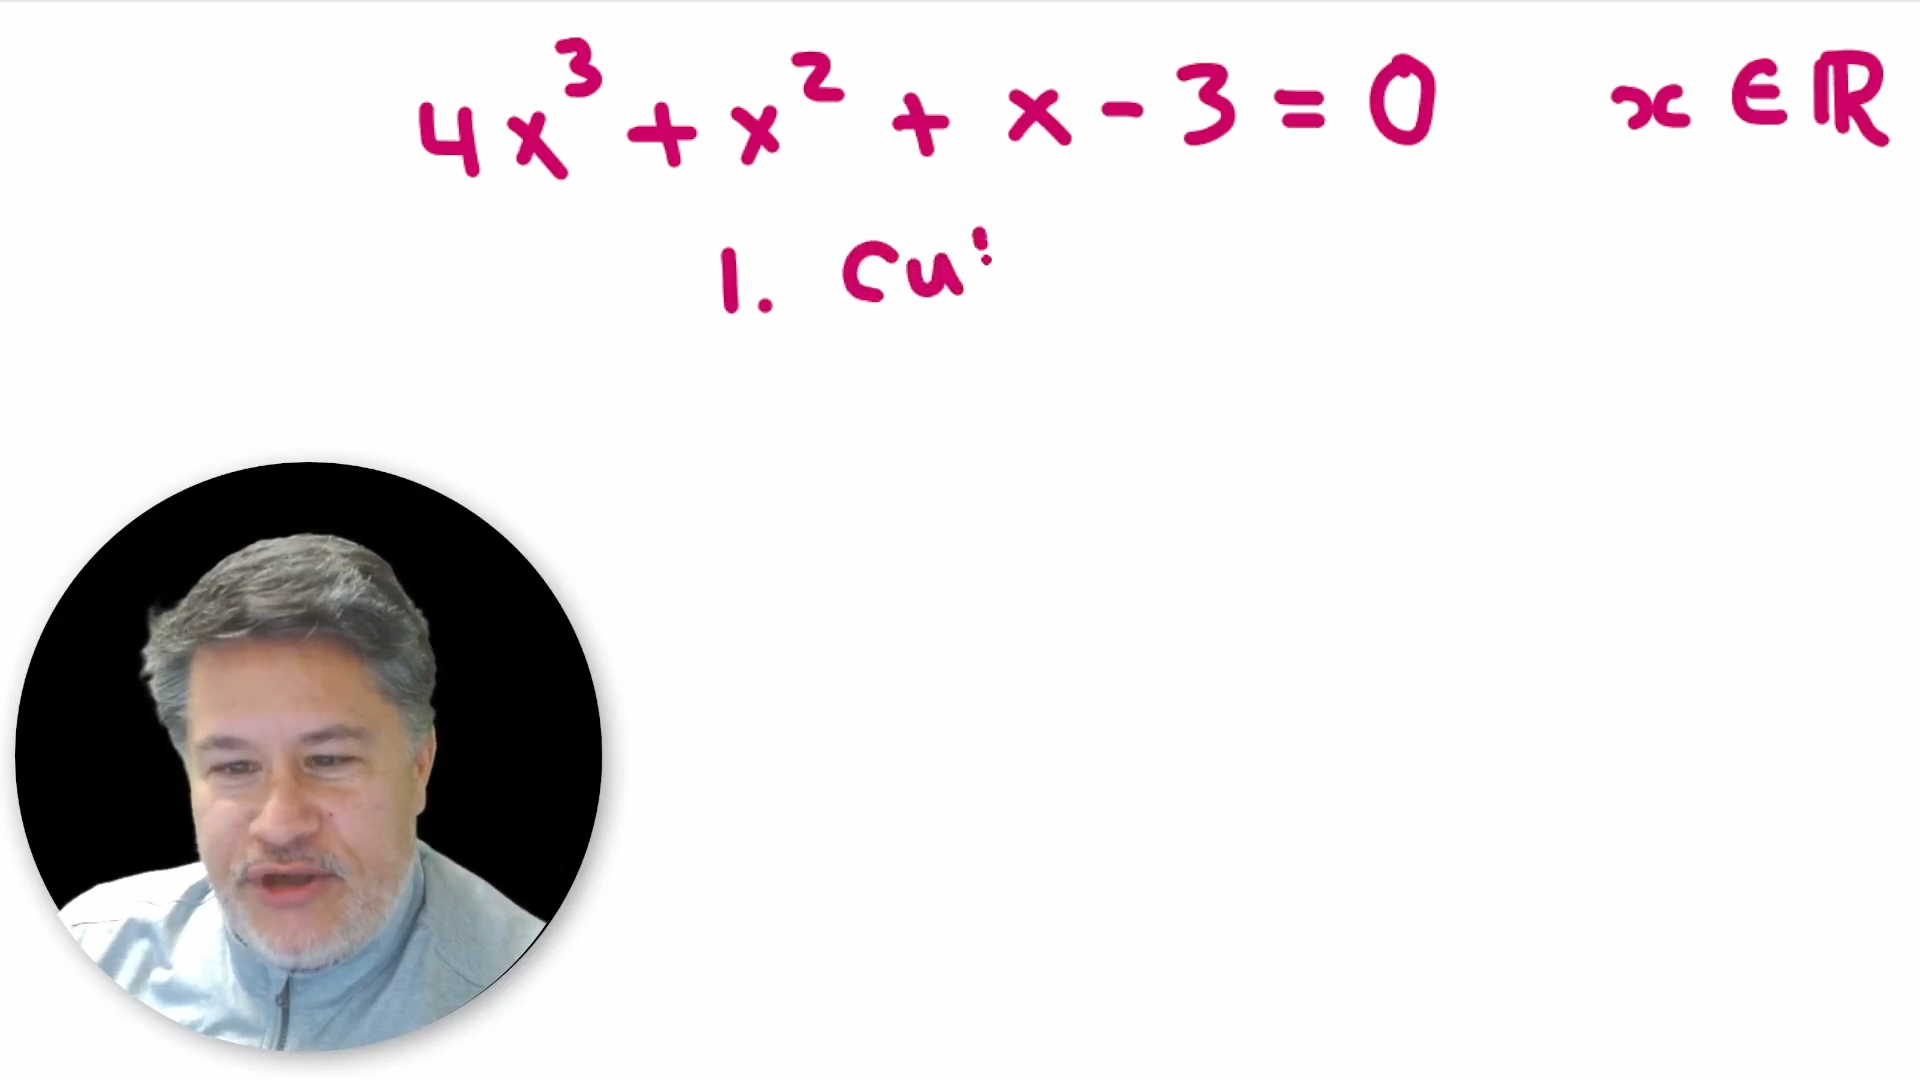 4x³ + x² + x - 3 = 0 x ∈ ℝ
1. Cu